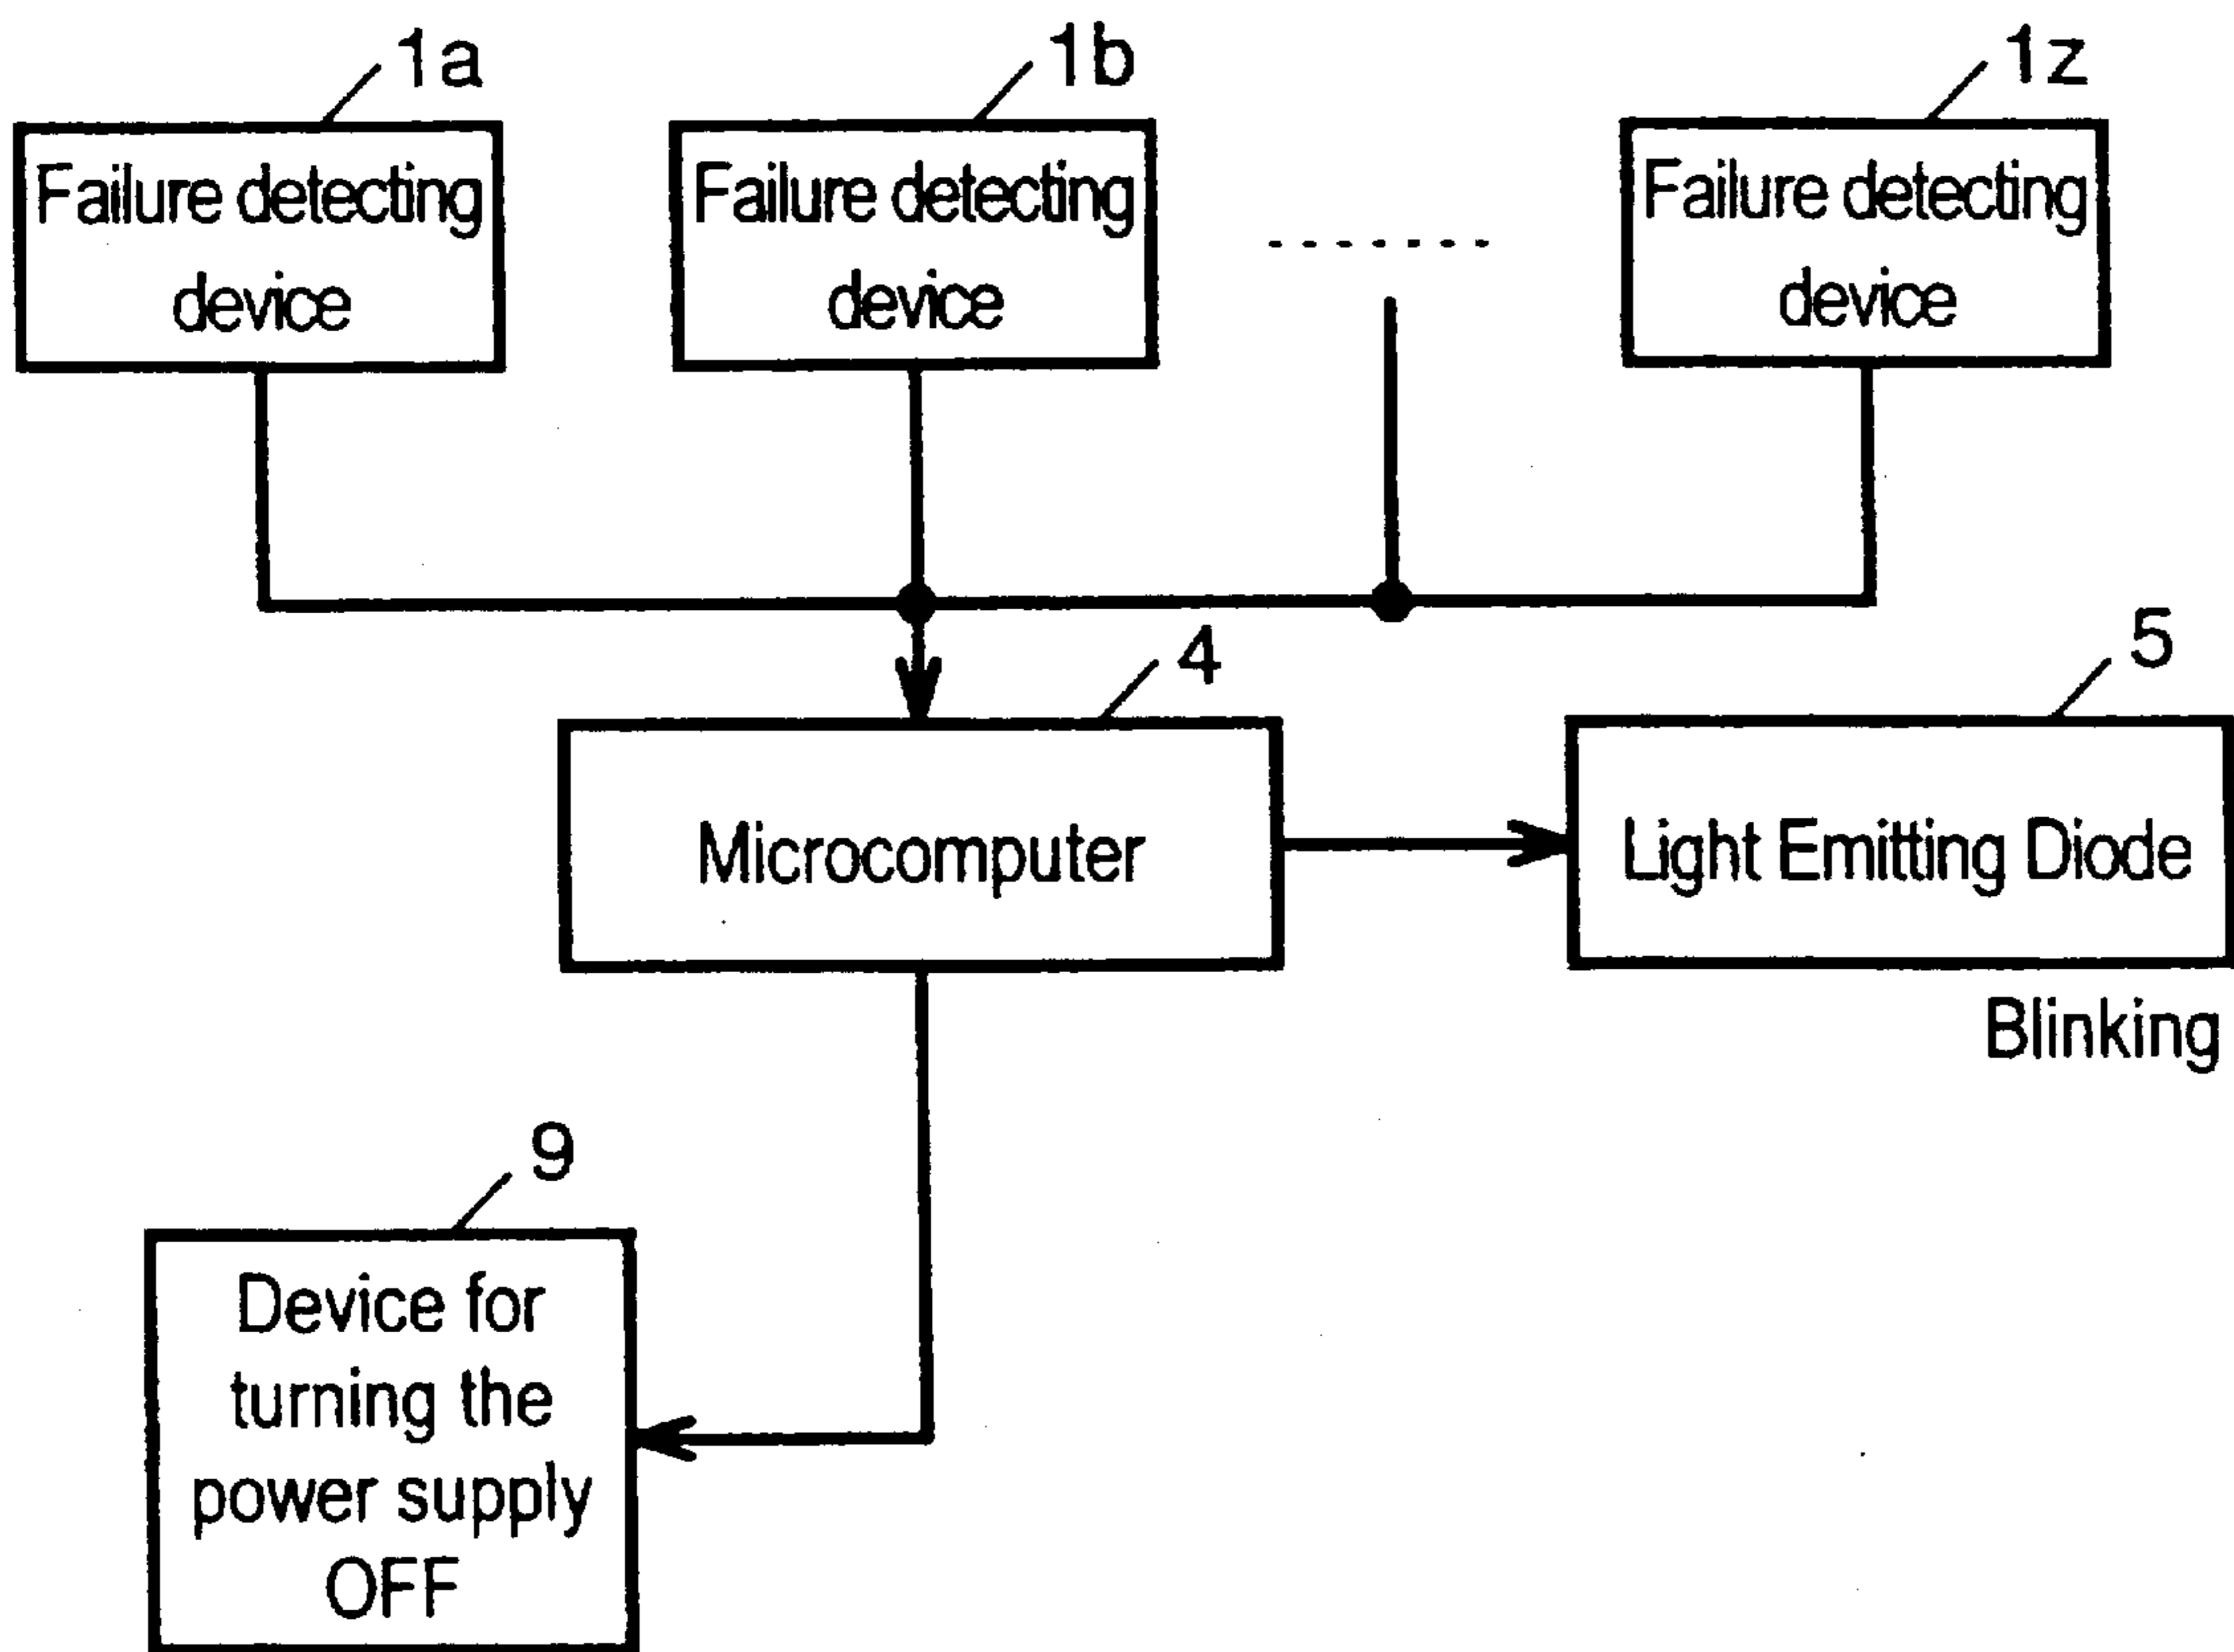 1a
Failure detecting
device
1b
Failure detecting
device
1z
Failure detecting
device
4
Microcomputer
5
Light Emitting Diode
Blinking
9
Device for
turning the
power supply
OFF